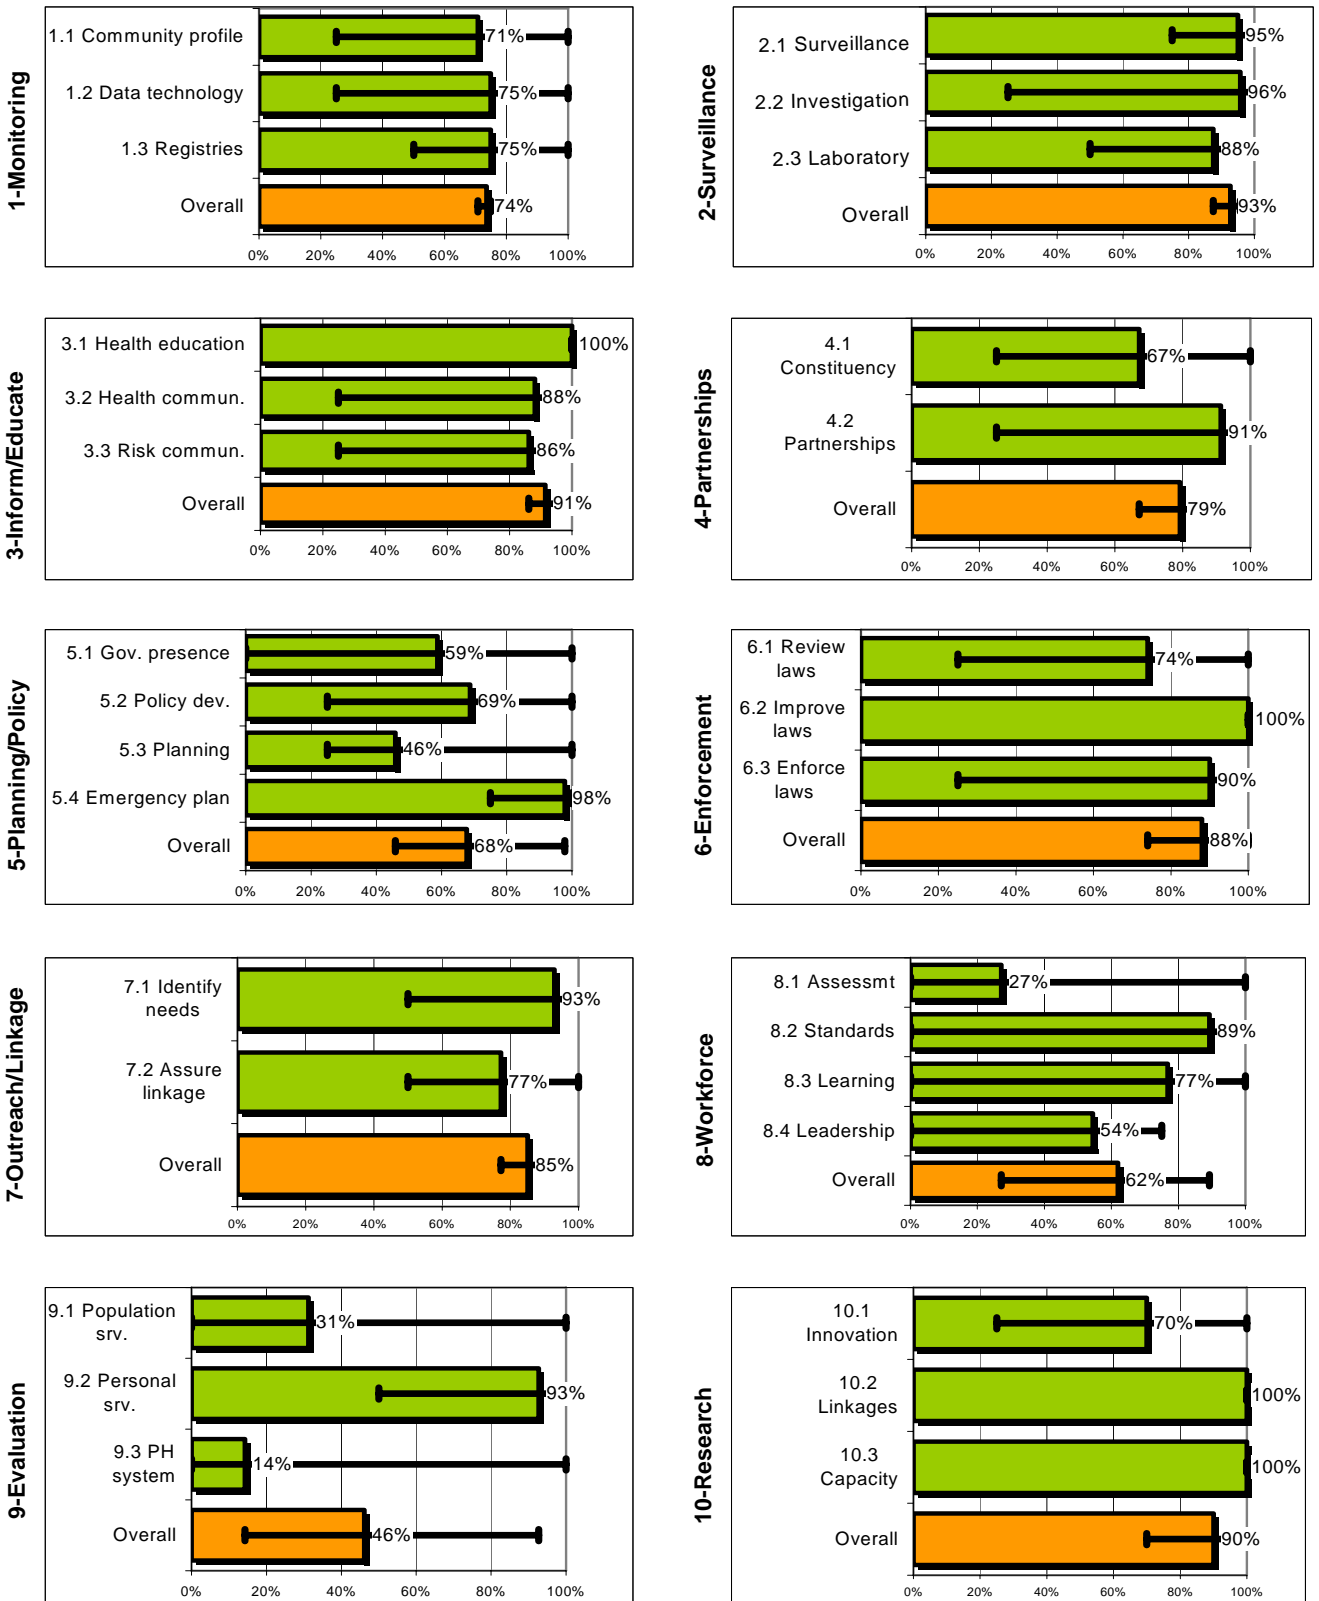 1-Monitoring
1.1 Community profile
71%
1.2 Data technology
75%
1.3 Registries
75%
Overall
74%
0% 20% 40% 60% 80% 100%
2-Surveillance
2.1 Surveillance
95%
2.2 Investigation
96%
2.3 Laboratory
88%
Overall
93%
0% 20% 40% 60% 80% 100%
3-Inform/Educate
3.1 Health education
100%
3.2 Health commun.
88%
3.3 Risk commun.
86%
Overall
91%
0% 20% 40% 60% 80% 100%
4-Partnerships
4.1
Constituency
67%
4.2
Partnerships
91%
Overall
79%
0% 20% 40% 60% 80% 100%
5-Planning/Policy
5.1 Gov. presence
59%
5.2 Policy dev.
69%
5.3 Planning
46%
5.4 Emergency plan
98%
Overall
68%
0% 20% 40% 60% 80% 100%
6-Enforcement
6.1 Review
laws
74%
6.2 Improve
laws
100%
6.3 Enforce
laws
90%
Overall
88%
0% 20% 40% 60% 80% 100%
7-Outreach/Linkage
7.1 Identify
needs
93%
7.2 Assure
linkage
77%
Overall
85%
0% 20% 40% 60% 80% 100%
8-Workforce
8.1 Assessmt
27%
8.2 Standards
89%
8.3 Learning
77%
8.4 Leadership
54%
Overall
62%
0% 20% 40% 60% 80% 100%
9-Evaluation
9.1 Population
srv.
31%
9.2 Personal
srv.
93%
9.3 PH
system
14%
Overall
46%
0% 20% 40% 60% 80% 100%
10-Research
10.1
Innovation
70%
10.2
Linkages
100%
10.3
Capacity
100%
Overall
90%
0% 20% 40% 60% 80% 100%